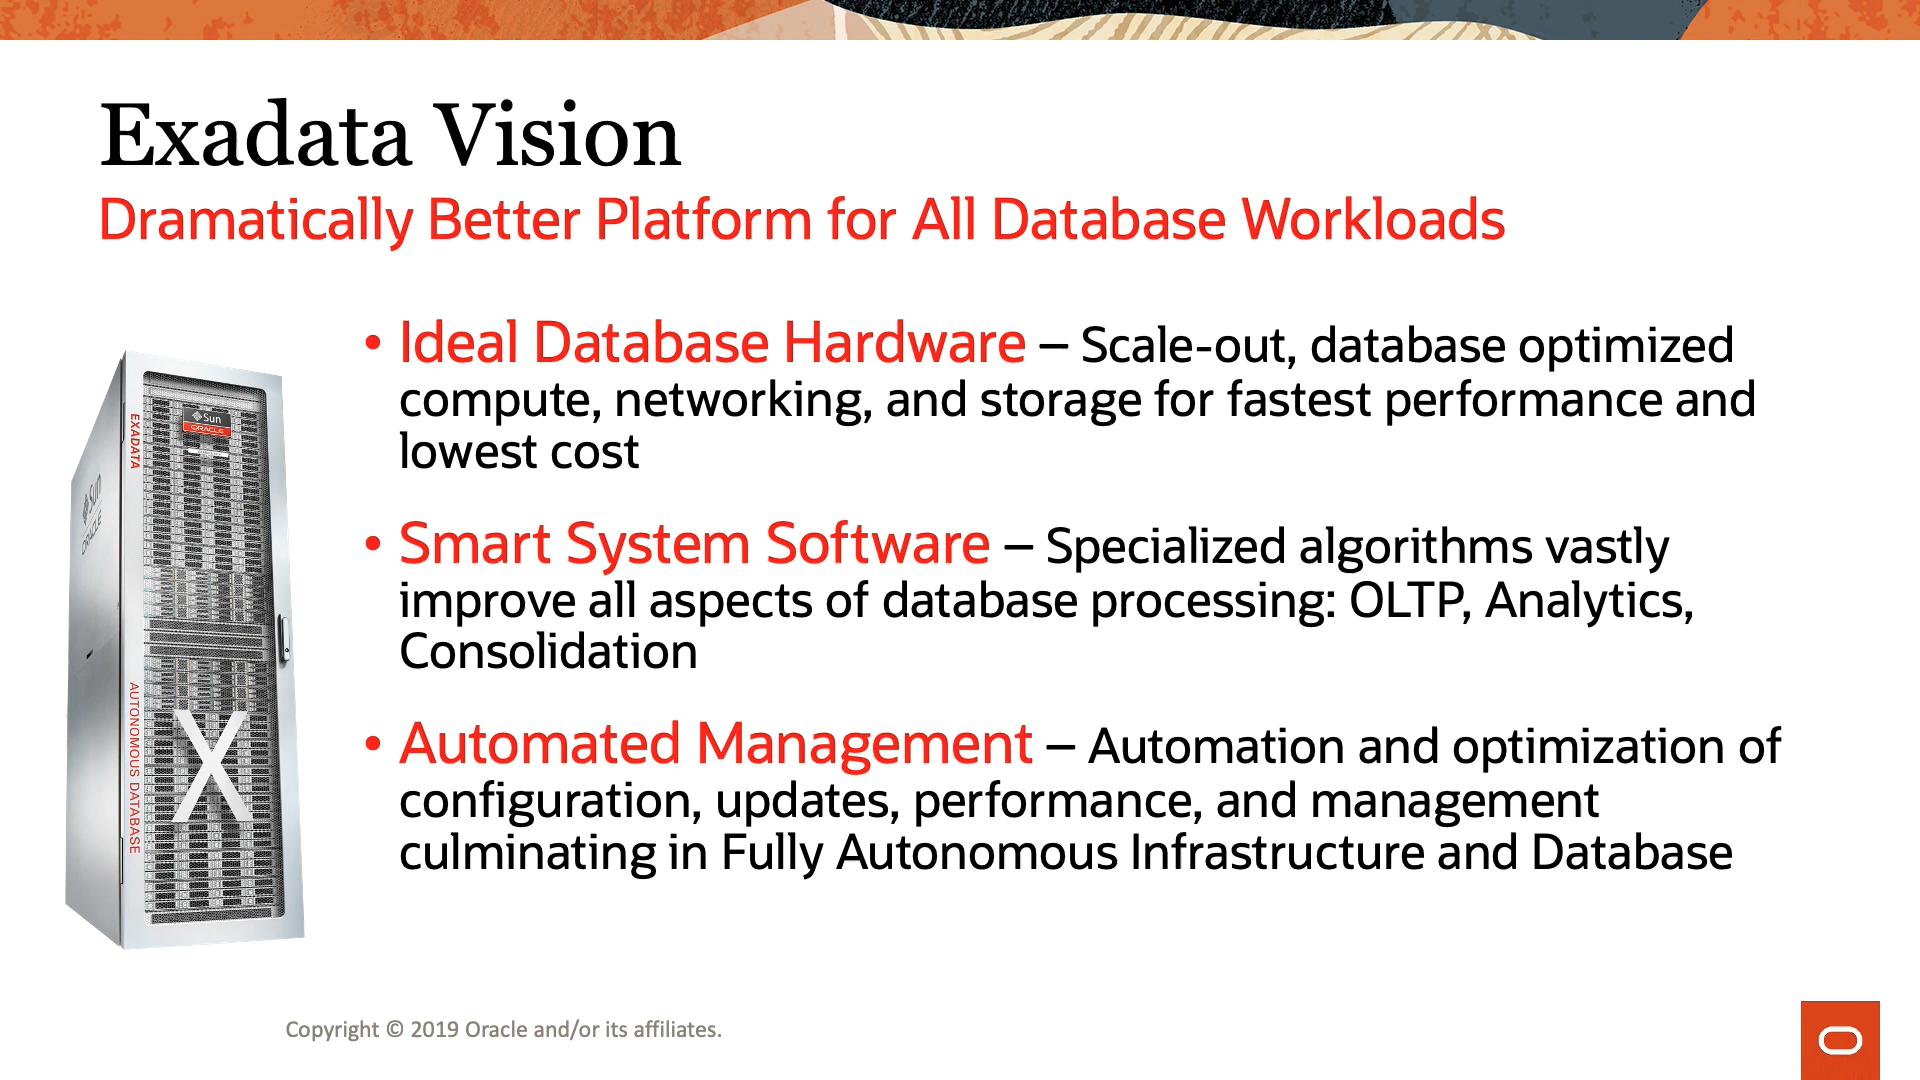 Exadata Vision
Dramatically Better Platform for All Database Workloads
• Ideal Database Hardware – Scale-out, database optimized
compute, networking, and storage for fastest performance and
lowest cost
• Smart System Software – Specialized algorithms vastly
improve all aspects of database processing: OLTP, Analytics,
Consolidation
• Automated Management – Automation and optimization of
configuration, updates, performance, and management
culminating in Fully Autonomous Infrastructure and Database
Sun
ORACLE
EXADATA
Sun
ORACLE
AUTONOMOUS DATABASE
X
Copyright © 2019 Oracle and/or its affiliates.